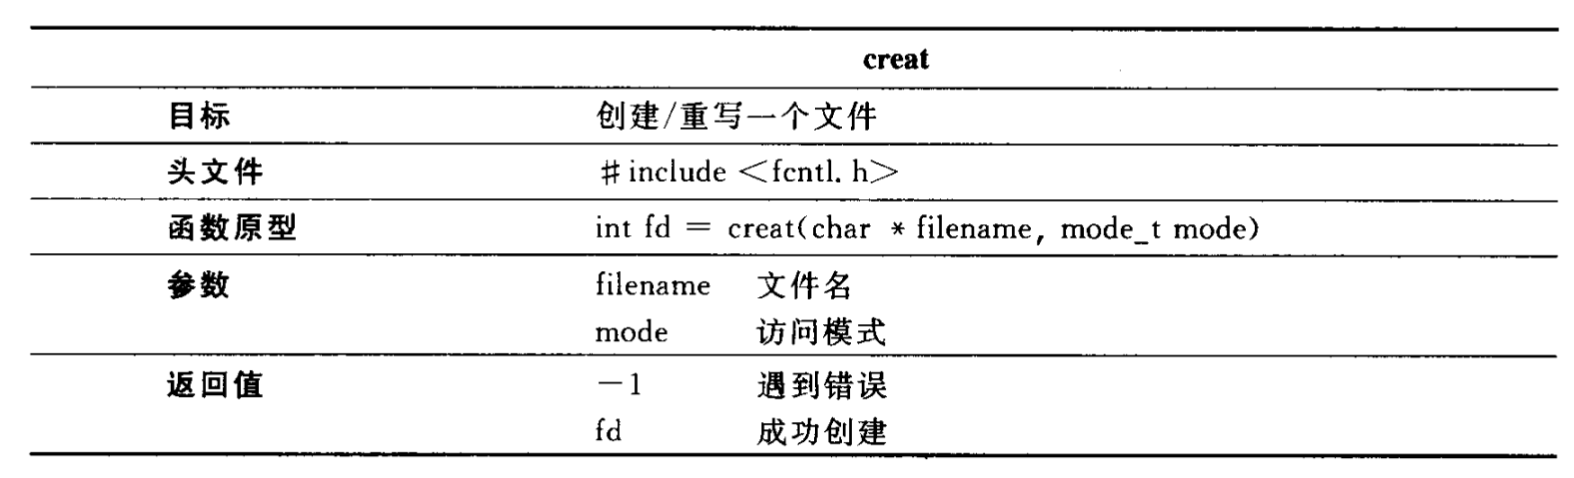 creat
目标 创建/重写一个文件
头文件 #include <fcntl.h>
函数原型 int fd = creat(char * filename, mode_t mode)
参数 filename 文件名
mode 访问模式
返回值 -1 遇到错误
fd 成功创建